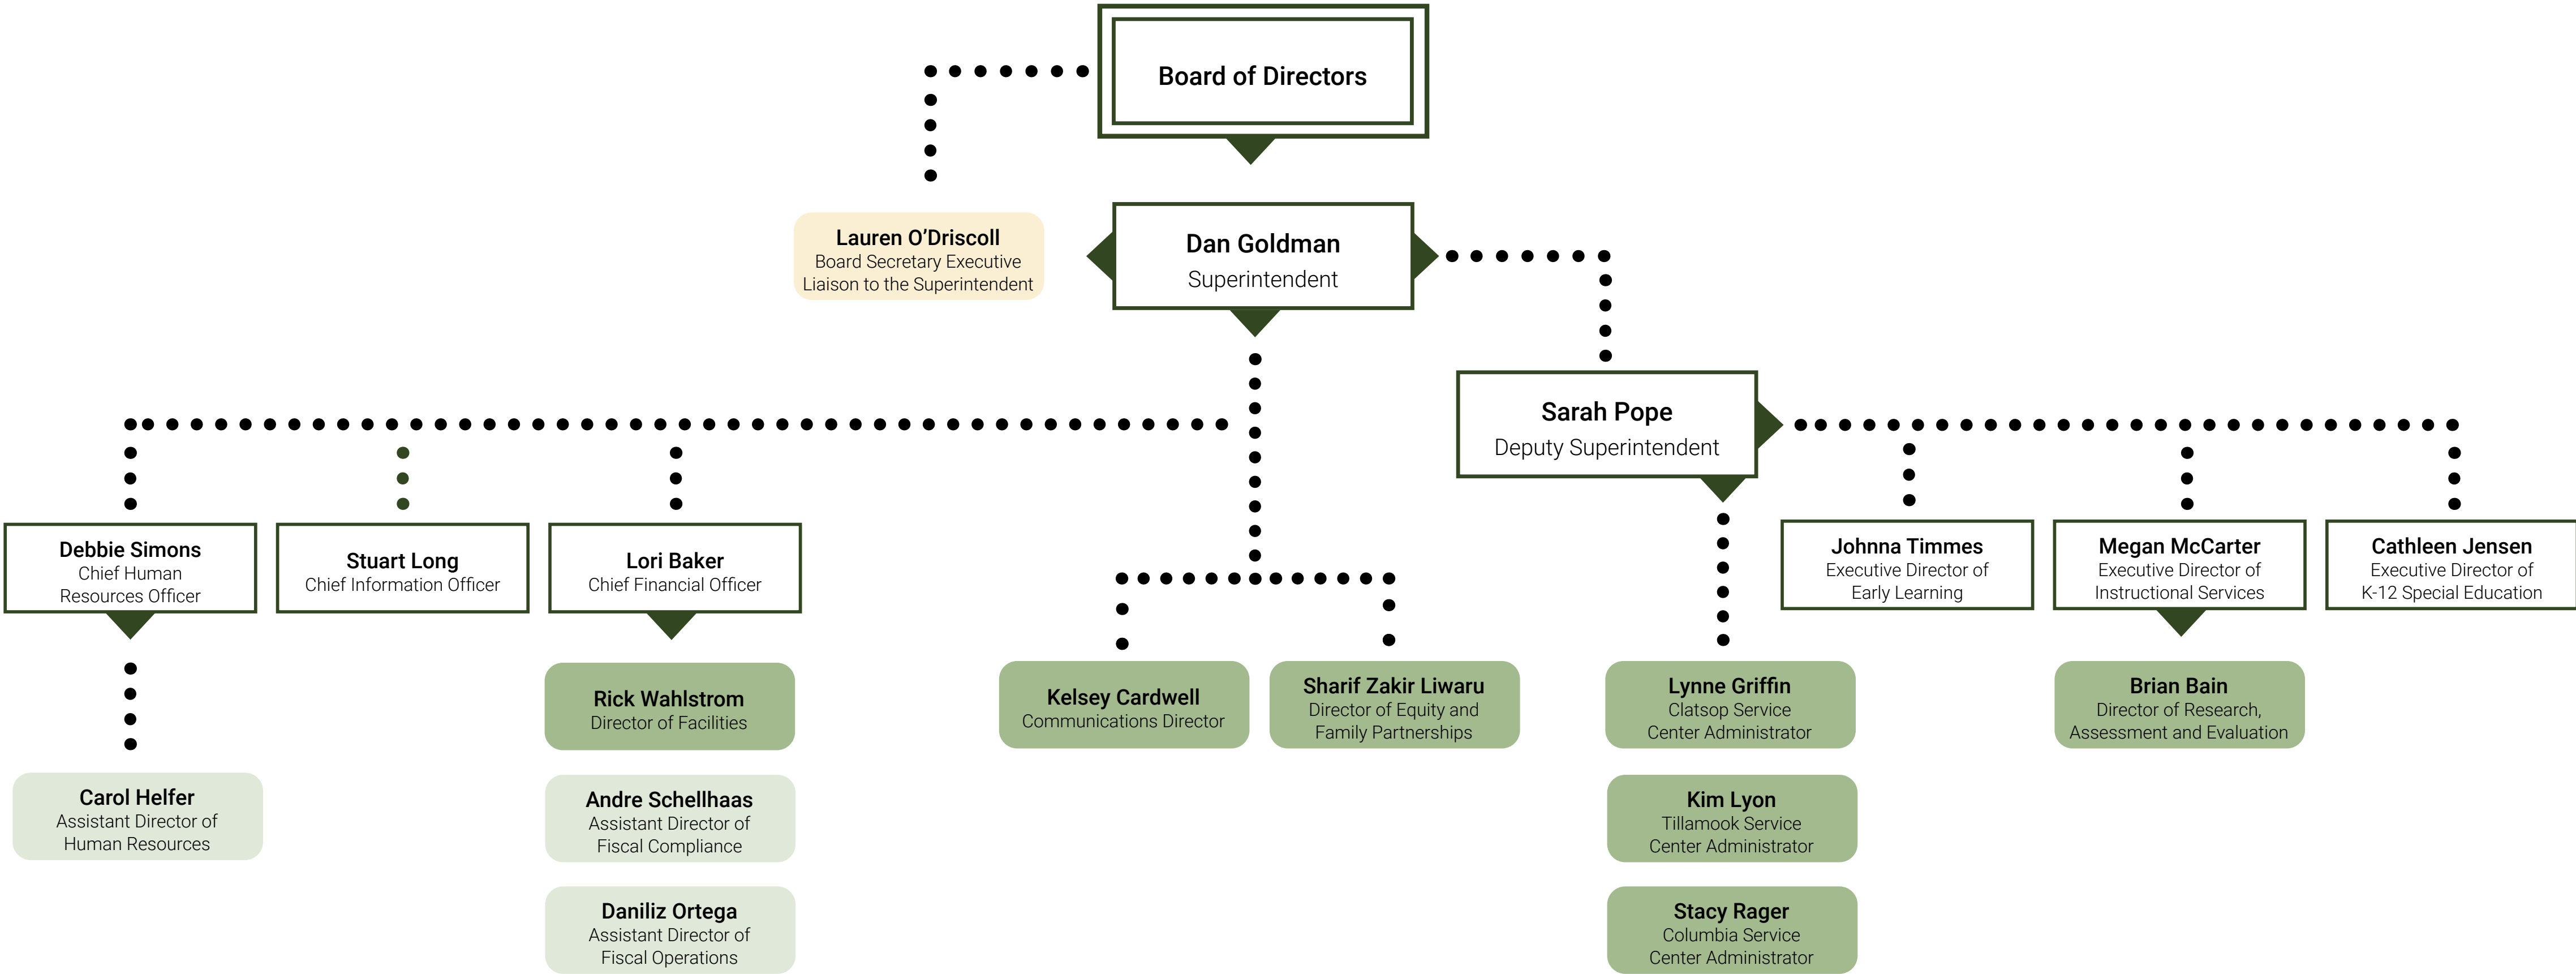 Board of Directors
Lauren O’Driscoll
Board Secretary Executive
Liaison to the Superintendent
Dan Goldman
Superintendent
Sarah Pope
Deputy Superintendent
Debbie Simons
Chief Human
Resources Officer
Stuart Long
Chief Information Officer
Lori Baker
Chief Financial Officer
Johnna Timmes
Executive Director of
Early Learning
Megan McCarter
Executive Director of
Instructional Services
Cathleen Jensen
Executive Director of
K-12 Special Education
Rick Wahlstrom
Director of Facilities
Kelsey Cardwell
Communications Director
Sharif Zakir Liwaru
Director of Equity and
Family Partnerships
Lynne Griffin
Clatsop Service
Center Administrator
Brian Bain
Director of Research,
Assessment and Evaluation
Carol Helfer
Assistant Director of
Human Resources
Andre Schellhaas
Assistant Director of
Fiscal Compliance
Kim Lyon
Tillamook Service
Center Administrator
Daniliz Ortega
Assistant Director of
Fiscal Operations
Stacy Rager
Columbia Service
Center Administrator